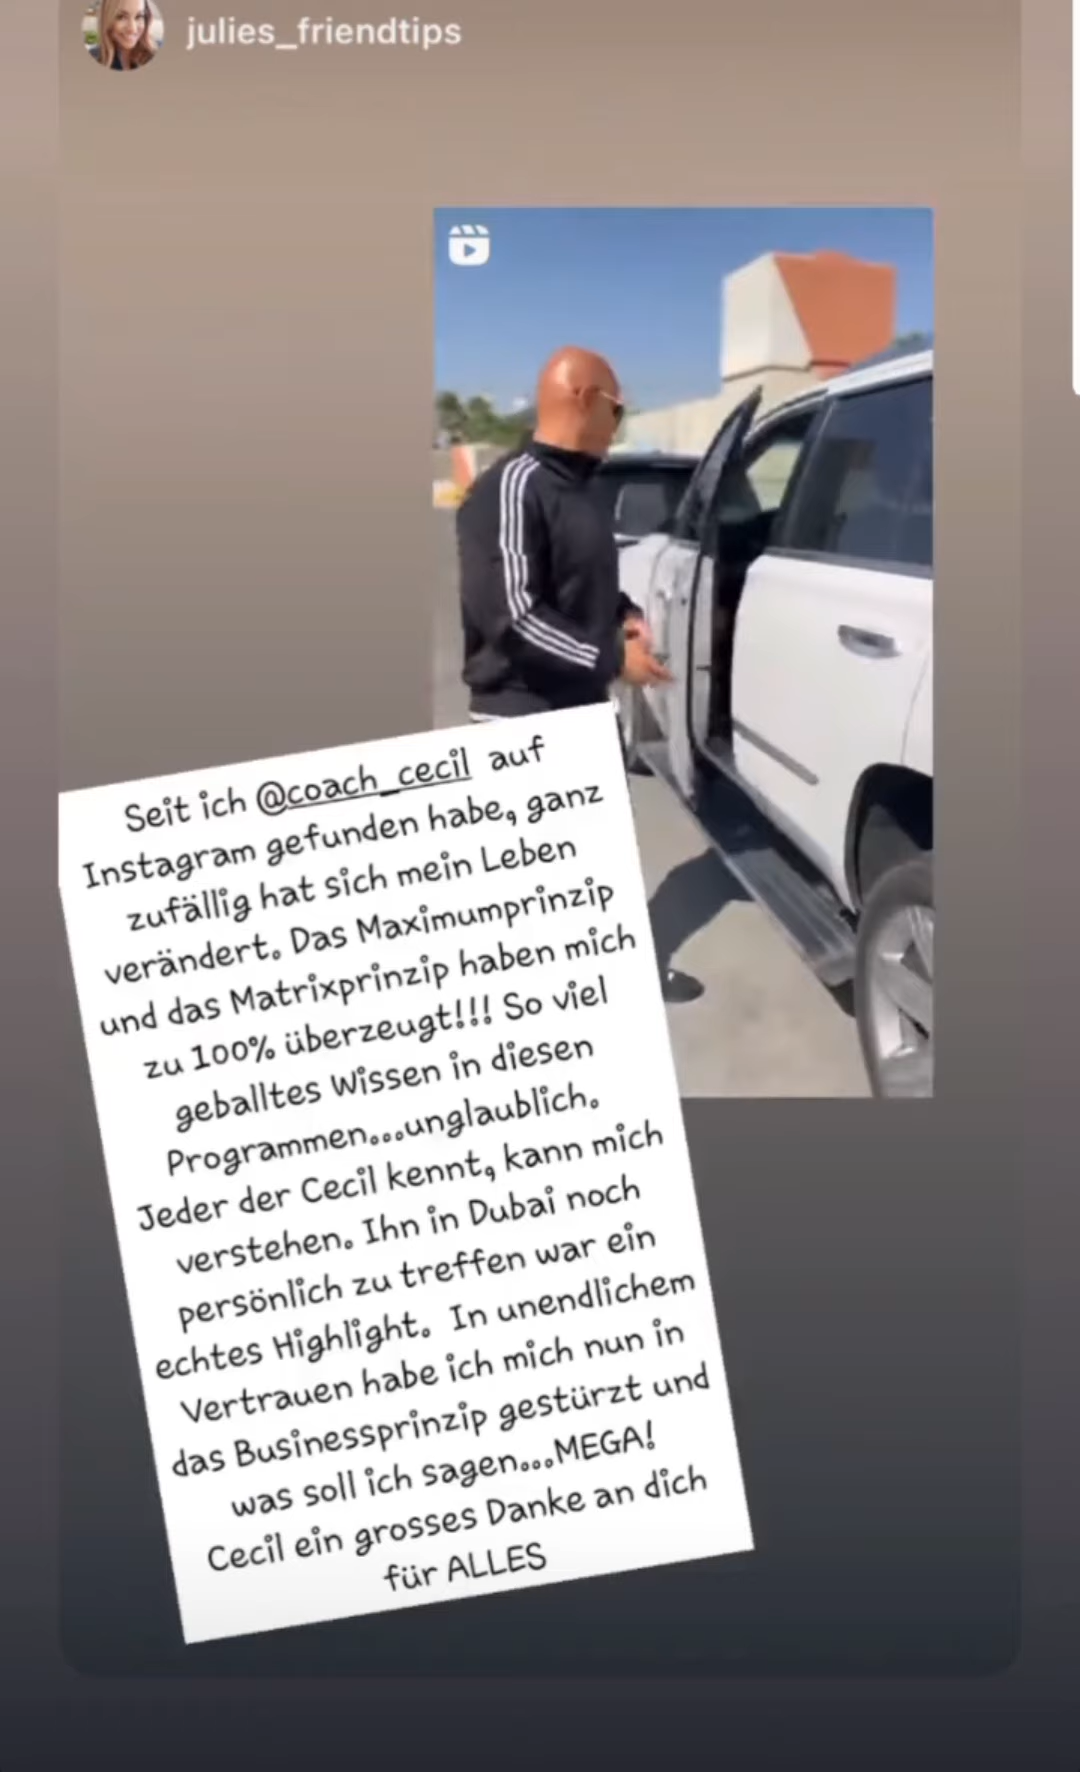 julies_friendtips
Seit ich @coach_cecil auf
Instagram gefunden habe, ganz
zufällig hat sich mein Leben
verändert. Das Maximumprinzip
und das Matrixprinzip haben mich
zu 100% überzeugt!!! So viel
geballtes Wissen in diesen
Programmen...unglaublich.
Jeder der Cecil kennt, kann mich
verstehen. Ihn in Dubai noch
persönlich zu treffen war ein
echtes Highlight. In unendlichem
Vertrauen habe ich mich nun in
das Businessprinzip gestürzt und
was soll ich sagen...MEGA!
Cecil ein grosses Danke an dich
für ALLES